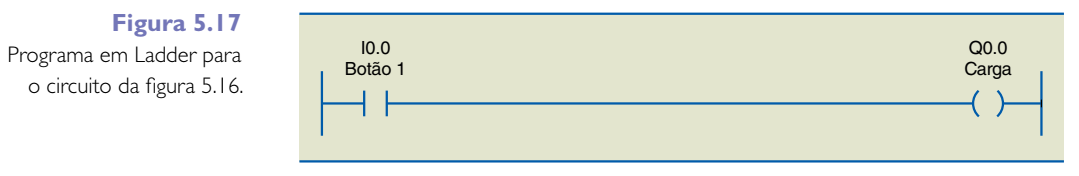 Figura 5.17
Programa em Ladder para
o circuito da figura 5.16.
I0.0
Botão 1
Q0.0
Carga